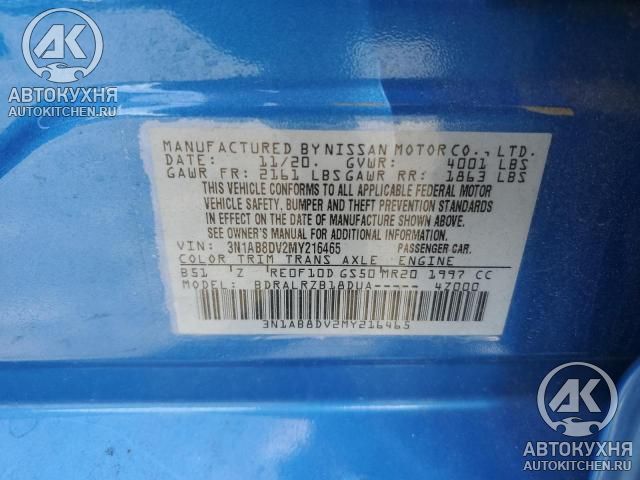 AK
АВТОКУХНЯ
AUTOKITCHEN.RU
MANUFACTURED BY NISSAN MOTOR CO., LTD.
DATE: 11/20. GVWR: 4001 LBS
GAWR FR: 2161 LBS GAWR RR: 1863 LBS
THIS VEHICLE CONFORMS TO ALL APPLICABLE FEDERAL MOTOR
VEHICLE SAFETY, BUMPER AND THEFT PREVENTION STANDARDS
IN EFFECT ON THE DATE OF MANUFACTURE SHOWN ABOVE.
SEE OWNER'S MANUAL FOR ADDITIONAL INFORMATION
VIN: 3N1AB8DV2MY216465 PASSENGER CAR.
COLOR TRIM TRANS AXLE ENGINE
B51 'Z RE0F10D GS50 MR20 1997 CC
MODEL: BDRALRZB18DUA----- 47000
3N1AB8DV2MY216465
AK
АВТОКУХНЯ
AUTOKITCHEN.RU